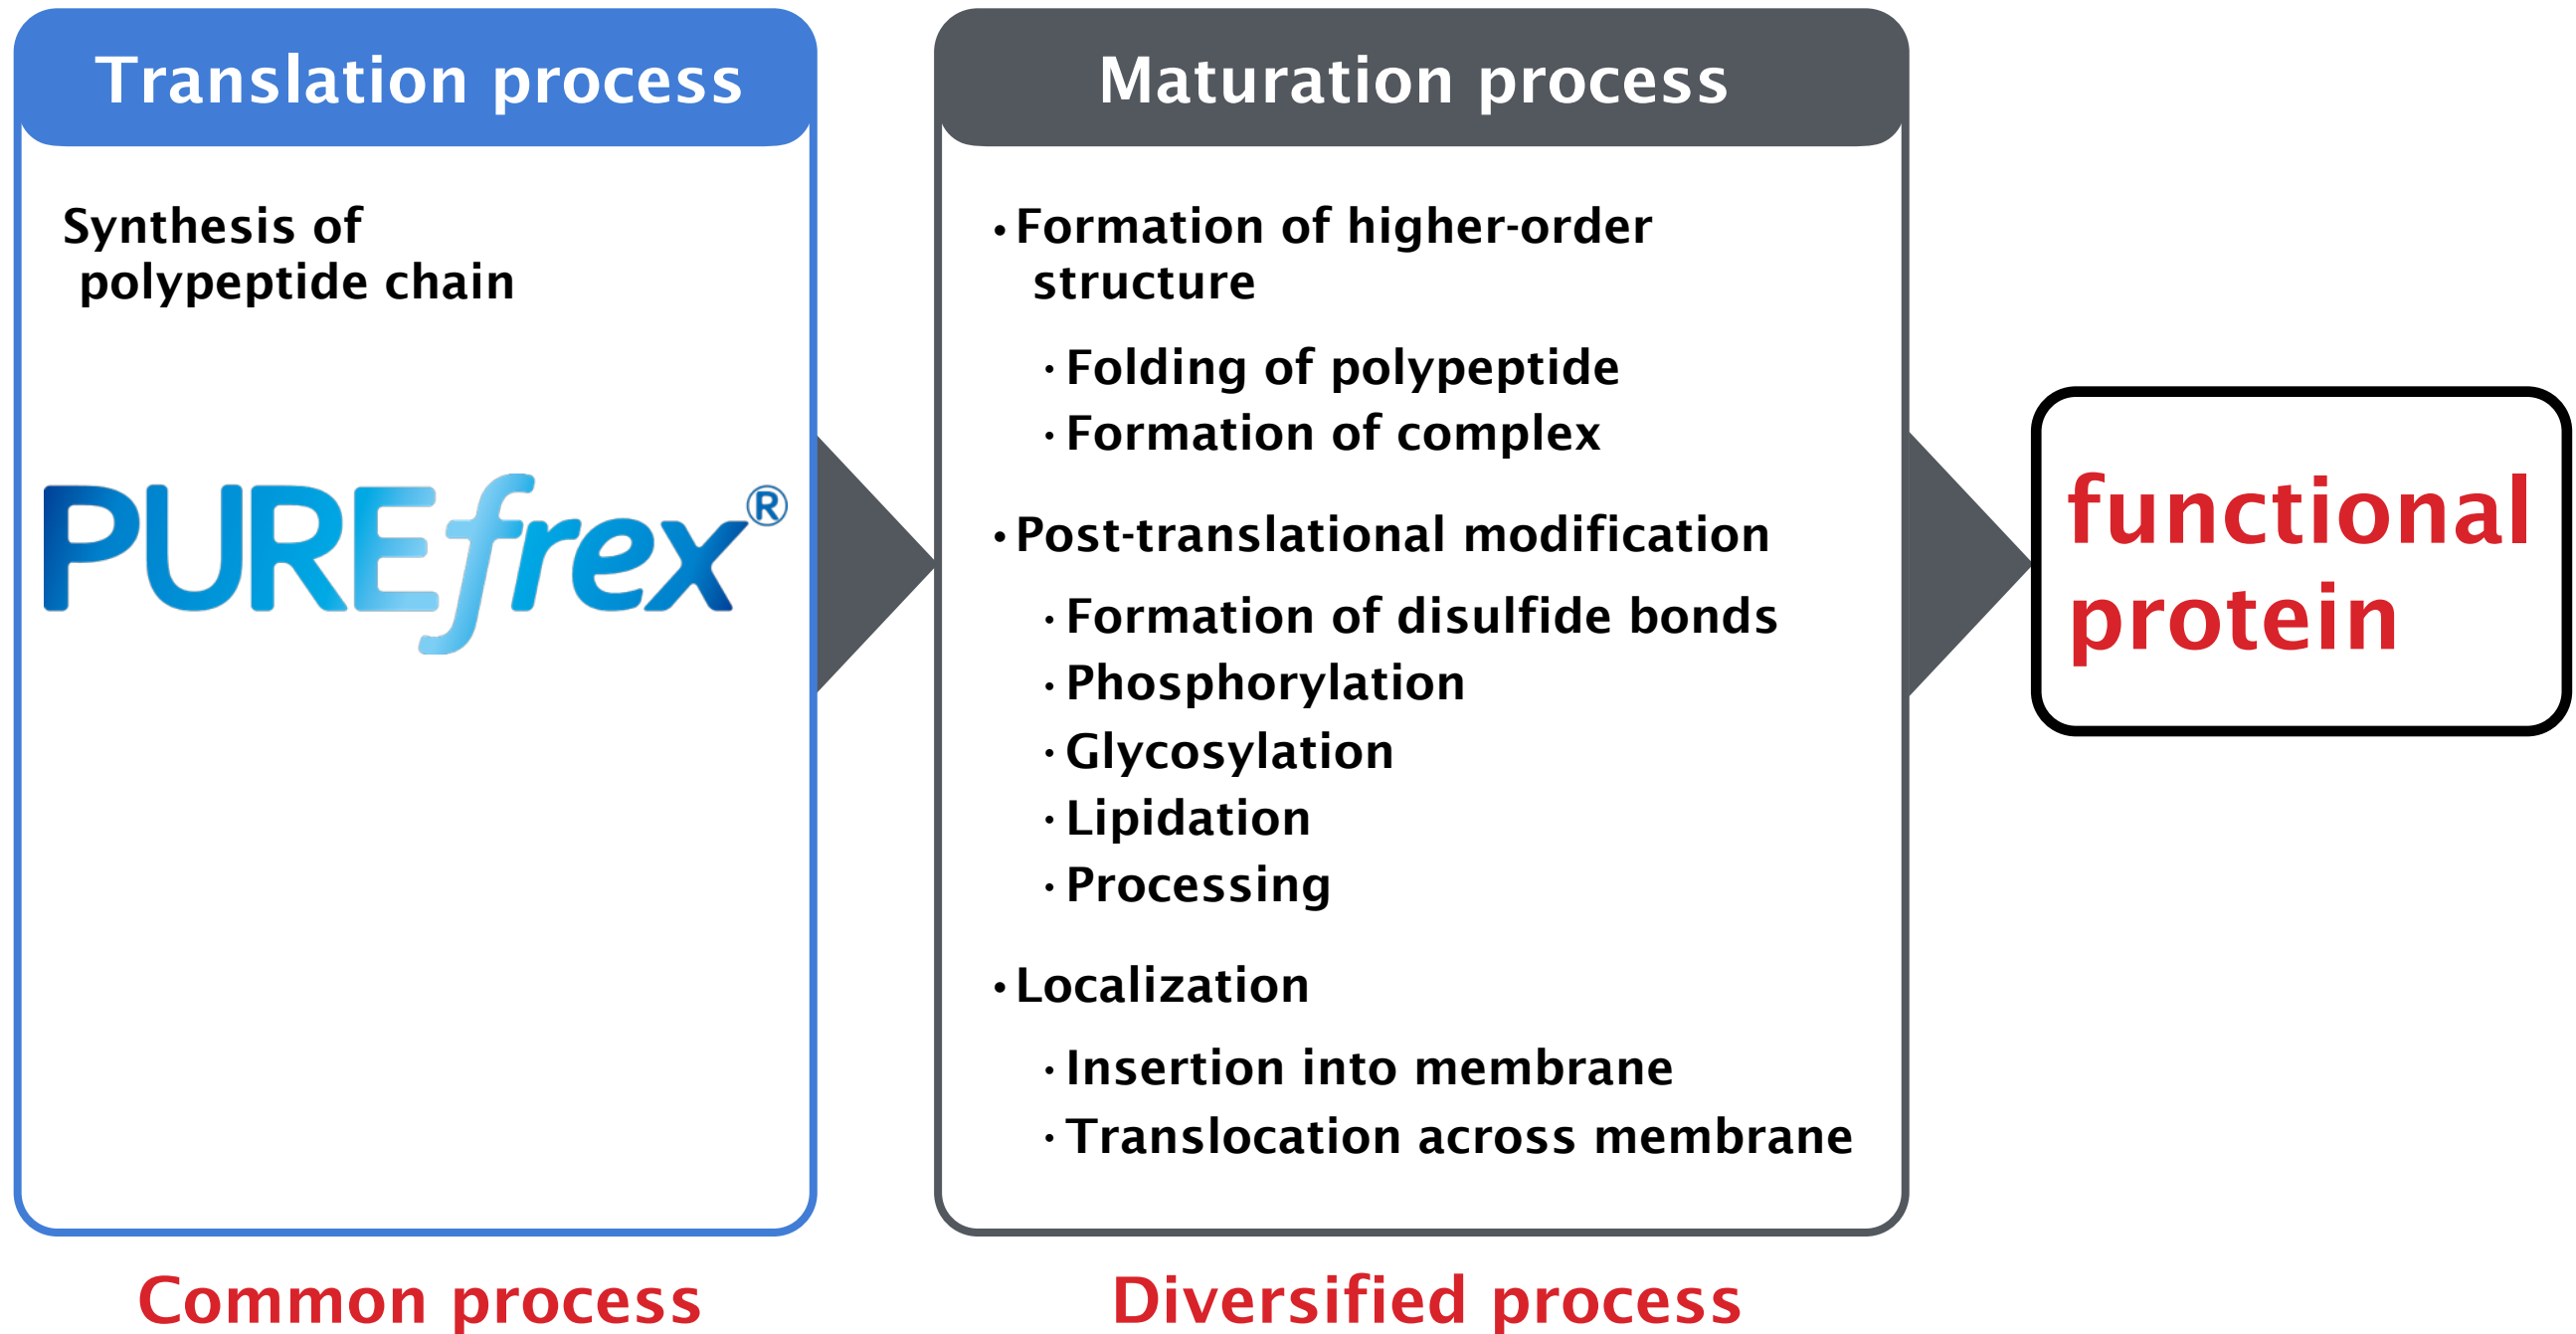 Translation process
Synthesis of
polypeptide chain
PUREfrex®
Common process
Maturation process
・Formation of higher-order
structure
・Folding of polypeptide
・Formation of complex
・Post-translational modification
・Formation of disulfide bonds
・Phosphorylation
・Glycosylation
・Lipidation
・Processing
・Localization
・Insertion into membrane
・Translocation across membrane
Diversified process
functional
protein